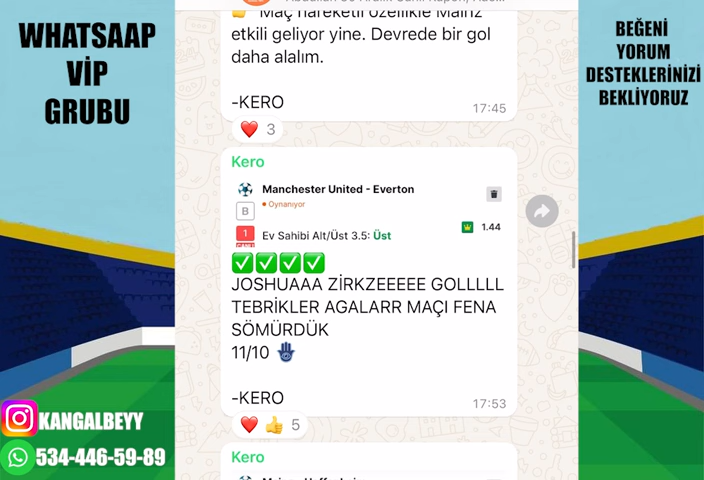 WHATSAAP
VİP
GRUBU
BEĞENİ
YORUM
DESTEKLERİNİZİ
BEKLİYORUZ
Maç hareketli özellikle Mainz
etkili geliyor yine. Devrede bir gol
daha alalım.
-KERO
17:45
3
Kero
Manchester United - Everton
Oynanıyor
B
1
Ev Sahibi Alt/Üst 3.5: Üst
1.44
JOSHUAAA ZİRKZEEEEE GOLLLLL
TEBRİKLER AGALARR MAÇI FENA
SÖMÜRDÜK
11/10
-KERO
17:53
5
Kero
KANGALBEYY
534-446-59-89